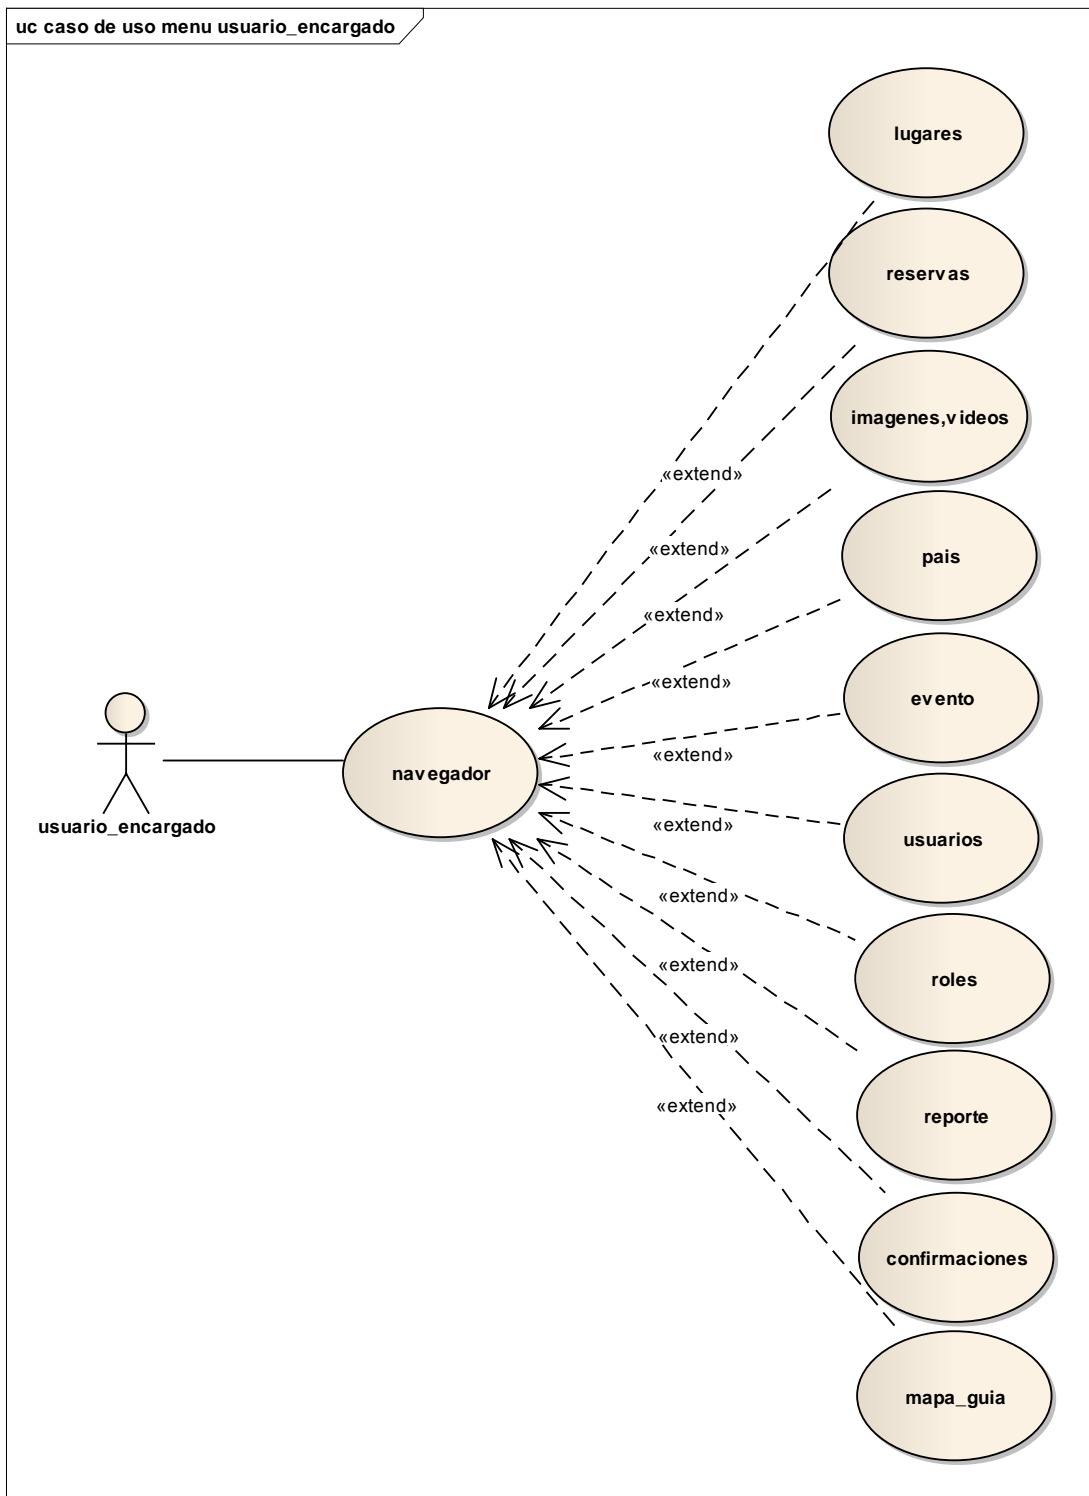 uc caso de uso menu usuario_encargado
lugares
reservas
imagenes,videos
«extend»
«extend»
pais
«extend»
«extend»
evento
«extend»
navegador
usuario_encargado
«extend»
usuarios
«extend»
roles
«extend»
«extend»
reporte
«extend»
confirmaciones
mapa_guia